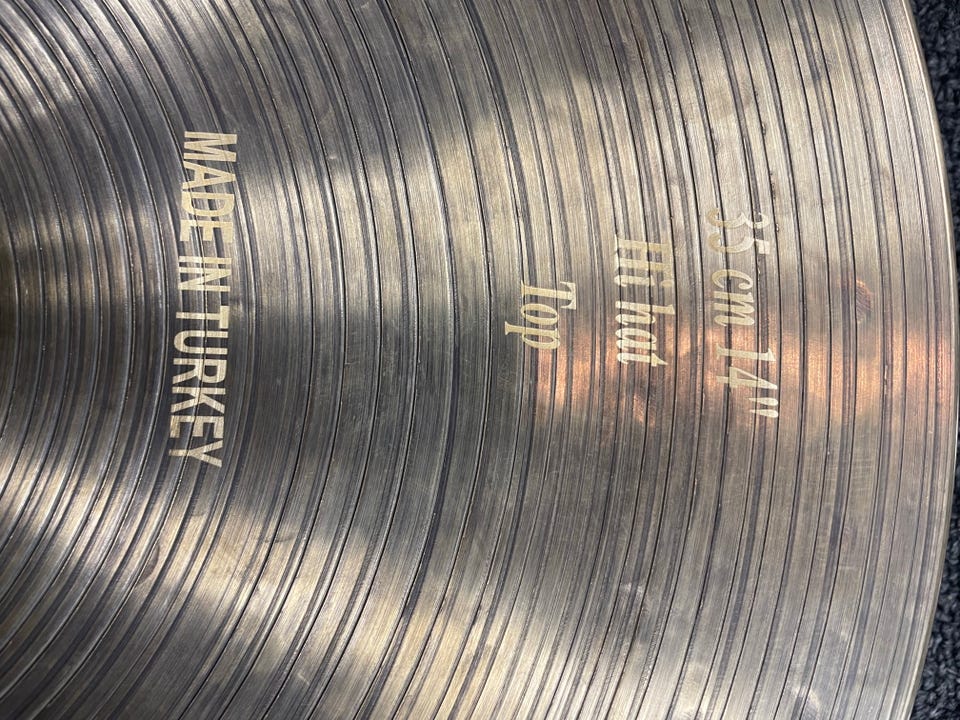 35 cm 14"
Hi hat
Top
MADE IN TURKEY